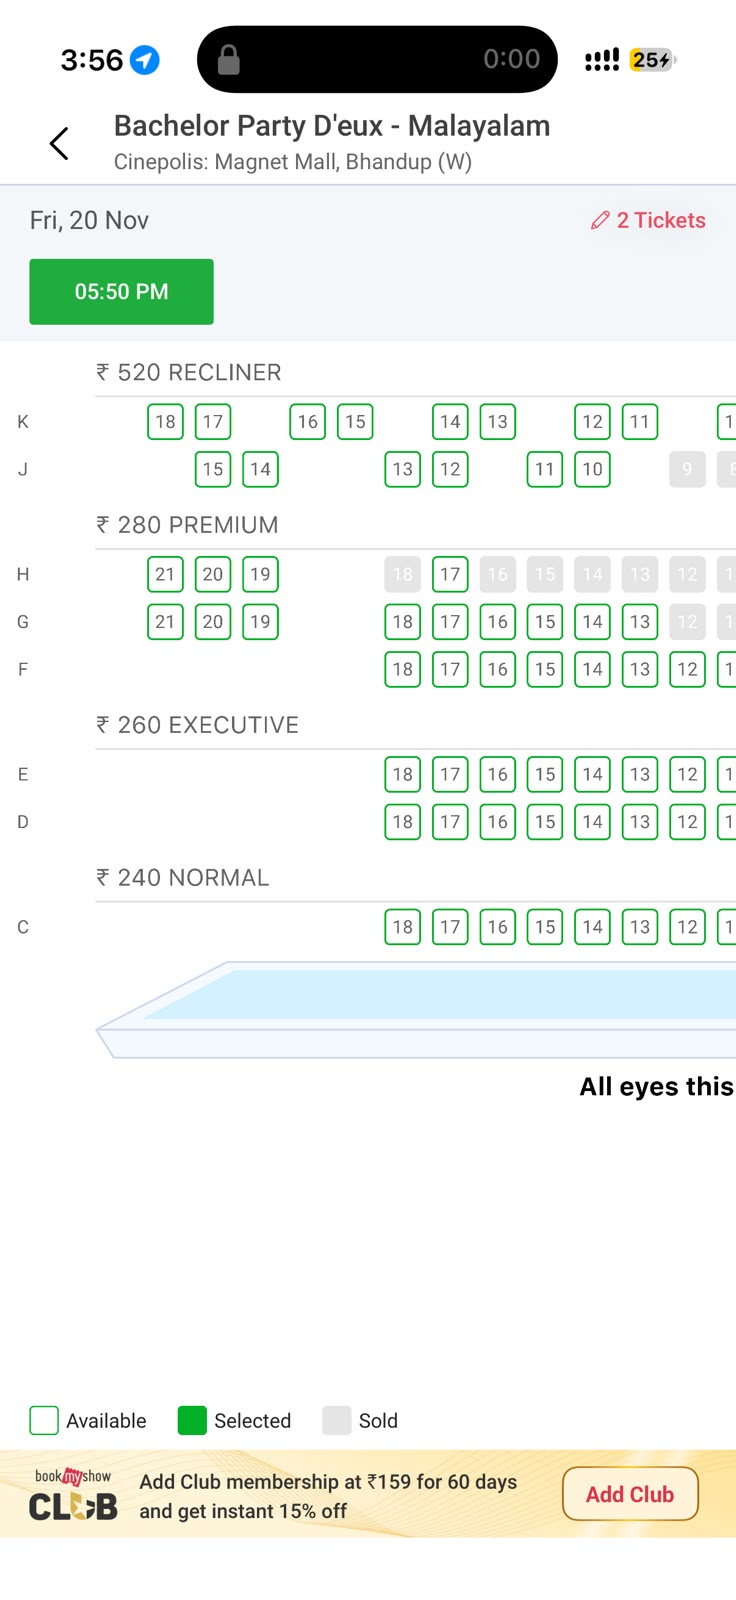 3:56
0:00
25
Bachelor Party D'eux - Malayalam
Cinepolis: Magnet Mall, Bhandup (W)
Fri, 20 Nov
2 Tickets
05:50 PM
₹ 520 RECLINER
K 18 17 16 15 14 13 12 11
J 15 14 13 12 11 10 9 8
₹ 280 PREMIUM
H 21 20 19 18 17 16 15 14 13 12
G 21 20 19 18 17 16 15 14 13 12
F 18 17 16 15 14 13 12
₹ 260 EXECUTIVE
E 18 17 16 15 14 13 12
D 18 17 16 15 14 13 12
₹ 240 NORMAL
C 18 17 16 15 14 13 12
All eyes this
Available Selected Sold
bookmyshow
CLUB
Add Club membership at ₹159 for 60 days
and get instant 15% off
Add Club